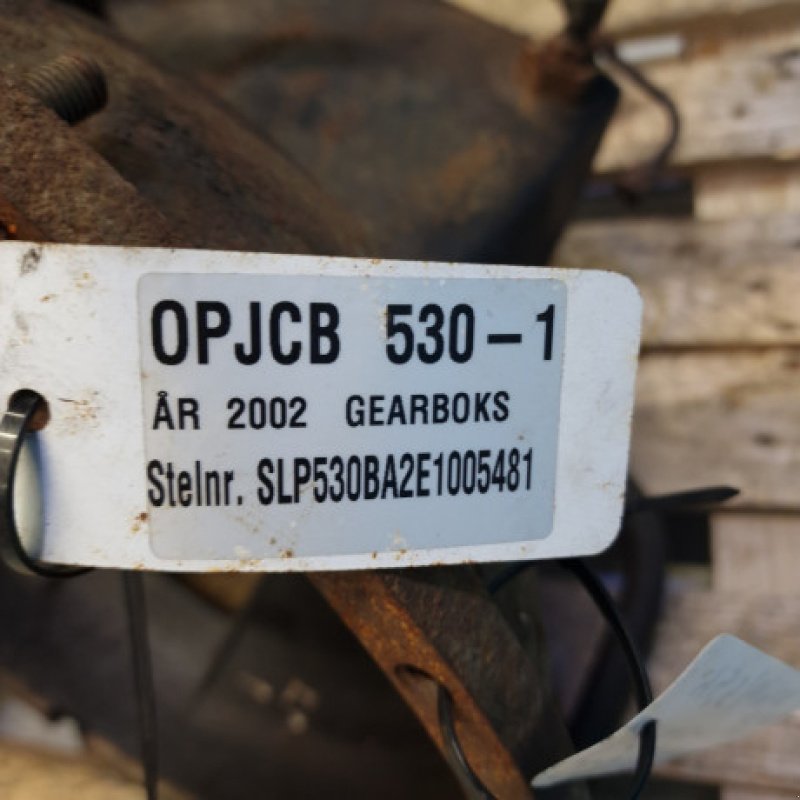 OPJCB 530-1
ÅR 2002 GEARBOKS
Stelnr. SLP530BA2E1005481